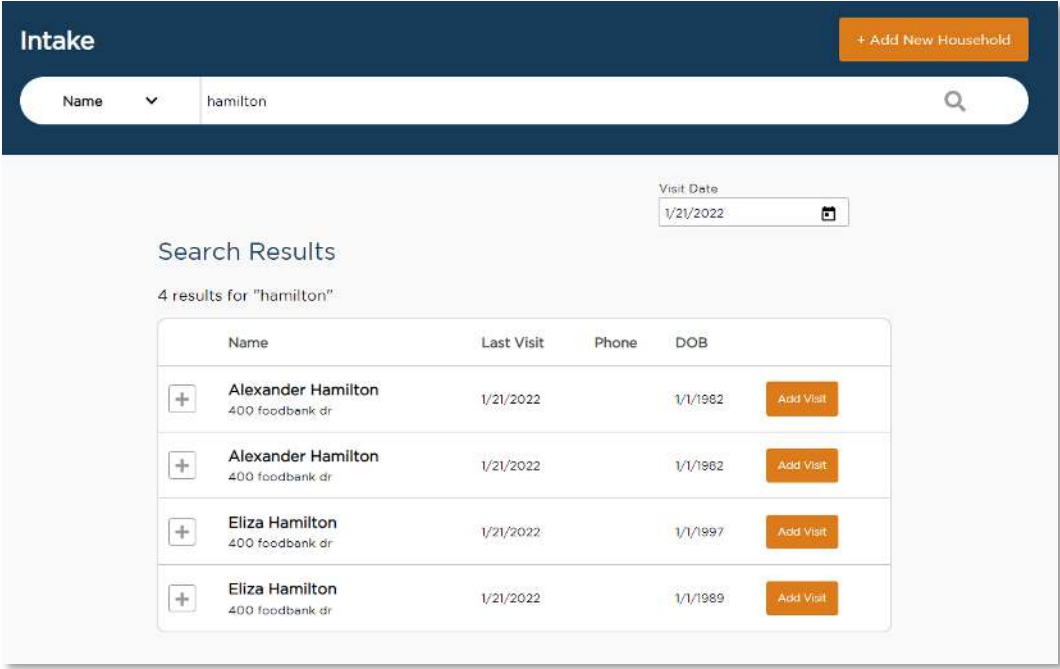 Intake
+ Add New Household
Name
hamilton
Visit Date
1/21/2022
Search Results
4 results for "hamilton"
Name Last Visit Phone DOB
Alexander Hamilton
400 foodbank dr
1/21/2022 1/1/1982 Add Visit
Alexander Hamilton
400 foodbank dr
1/21/2022 1/1/1982 Add Visit
Eliza Hamilton
400 foodbank dr
1/21/2022 1/1/1997 Add Visit
Eliza Hamilton
400 foodbank dr
1/21/2022 1/1/1989 Add Visit